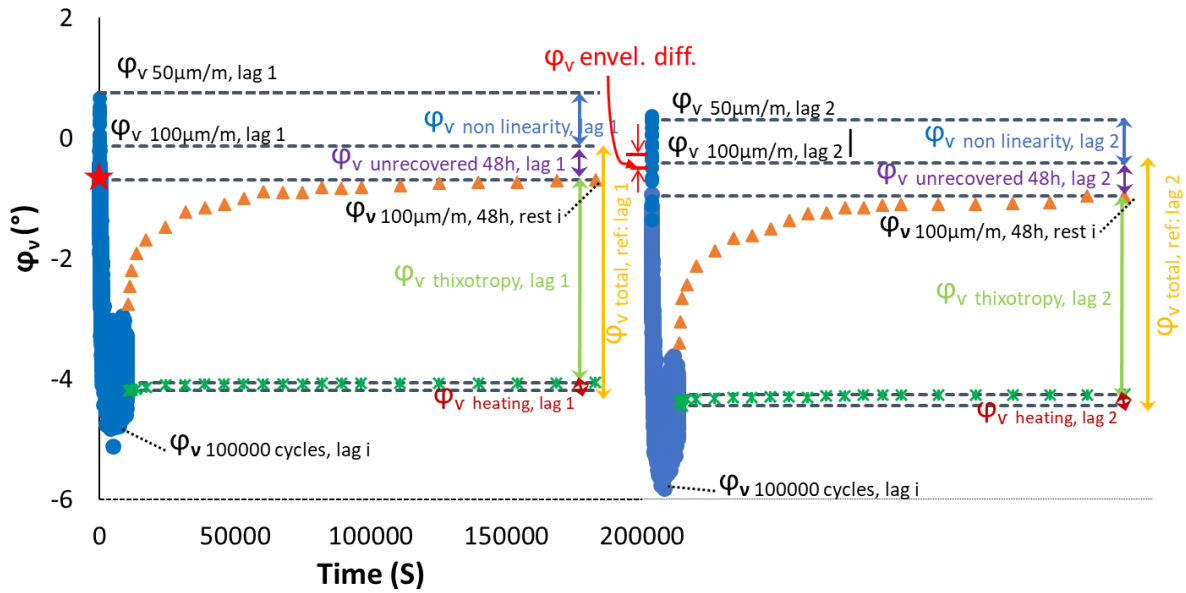 2
φv envel. diff.
φv 50μm/m, lag 1
φv 50μm/m, lag 2
0
φv 100μm/m, lag 1
φv non linearity, lag 1
φv 100μm/m, lag 2
φv non linearity, lag 2
φv unrecovered 48h, lag 1
φv unrecovered 48h, lag 2
φv 100μm/m, 48h, rest i
φv 100μm/m, 48h, rest i
φv (°)
-2
φv thixotropy, lag 1
φv total, ref: lag 1
φv thixotropy, lag 2
φv total, ref: lag 2
-4
φv heating, lag 1
φv heating, lag 2
φv 100000 cycles, lag i
φv 100000 cycles, lag i
-6
0 50000 100000 150000 200000
Time (S)